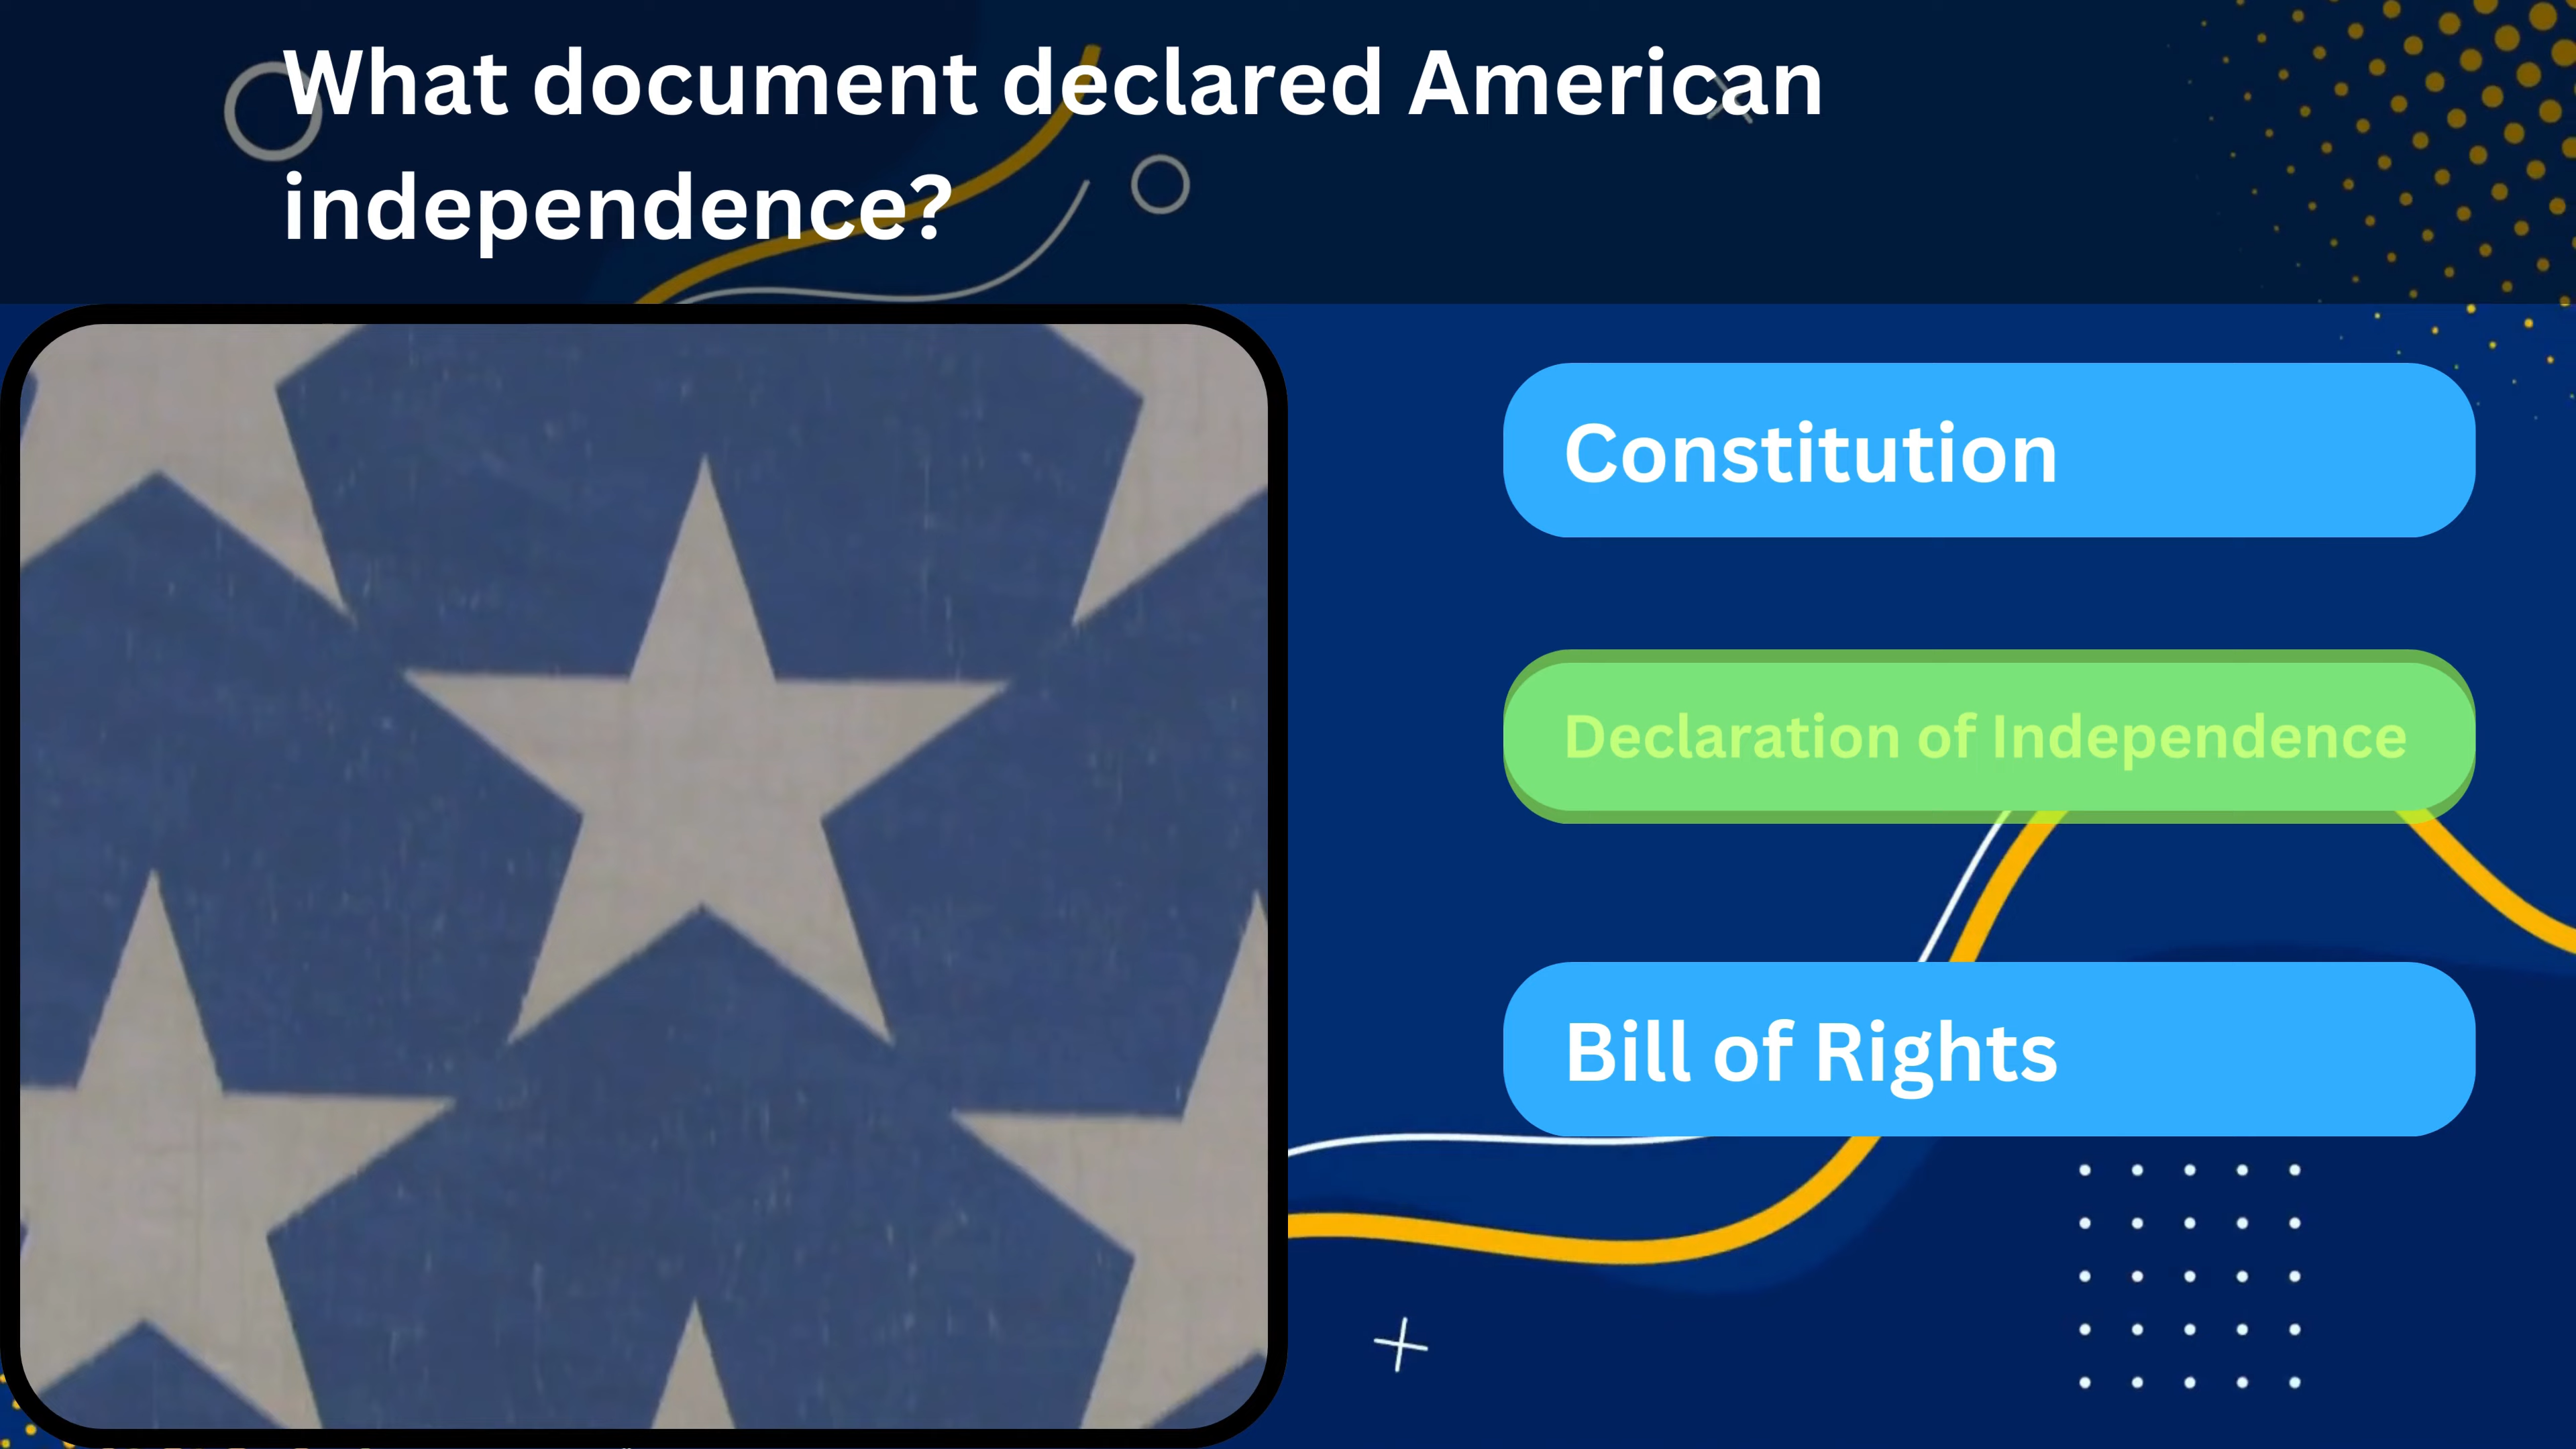 What document declared American
independence?
Constitution
Declaration of Independence
Bill of Rights